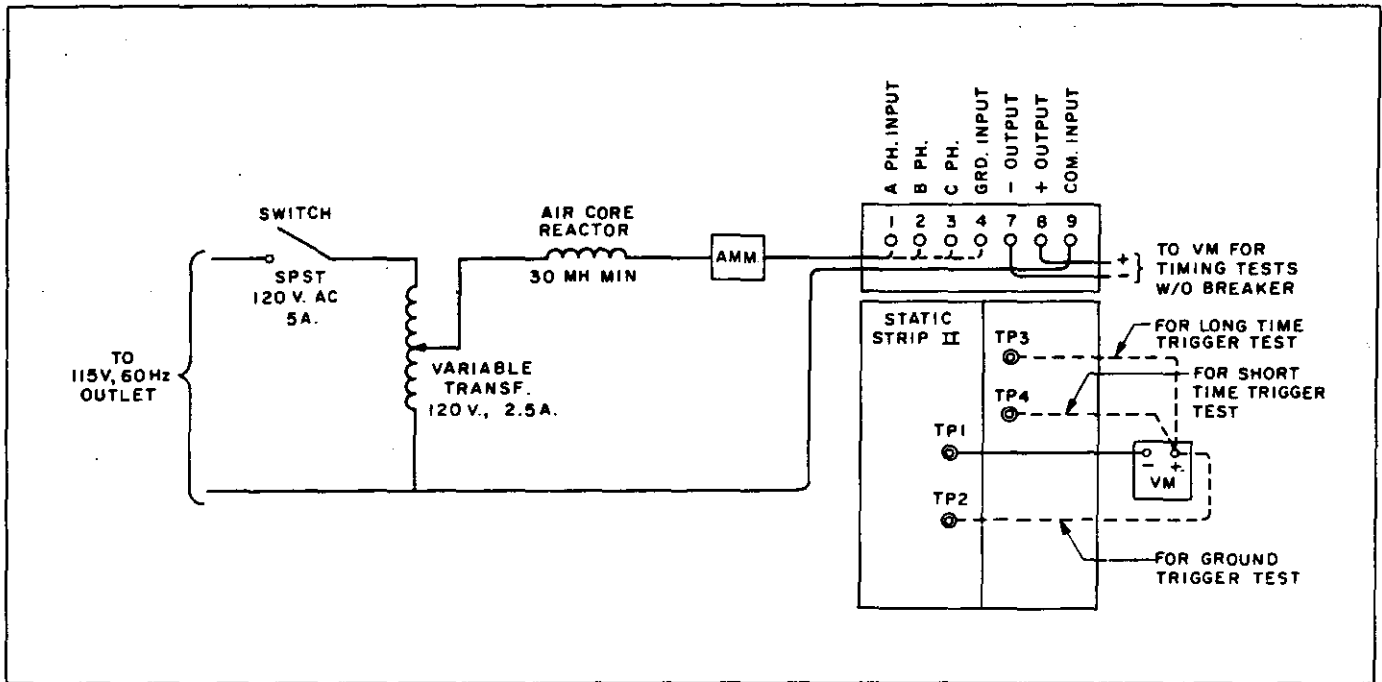 SWITCH
SPST
120 V. AC
5A.
TO
115V, 60Hz
OUTLET
VARIABLE
TRANSF.
120 V., 2.5A.
AIR CORE
REACTOR
30 MH MIN
AMM.
A PH. INPUT
B PH.
C PH.
GRD. INPUT
- OUTPUT
+ OUTPUT
COM. INPUT
1 2 3 4 7 8 9
+
-
TO VM FOR
TIMING TESTS
W/O BREAKER
STATIC
STRIP II
TP3
TP4
TP1
TP2
FOR LONG TIME
TRIGGER TEST
FOR SHORT
TIME TRIGGER
TEST
- +
VM
FOR GROUND
TRIGGER TEST